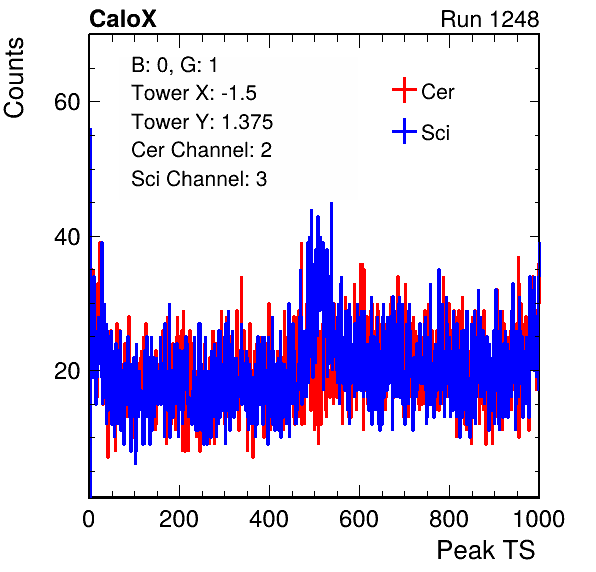 CaloX
Run 1248
Counts
B: 0, G: 1
Tower X: -1.5
Tower Y: 1.375
Cer Channel: 2
Sci Channel: 3
Cer
Sci
60
40
20
0 200 400 600 800 1000
Peak TS